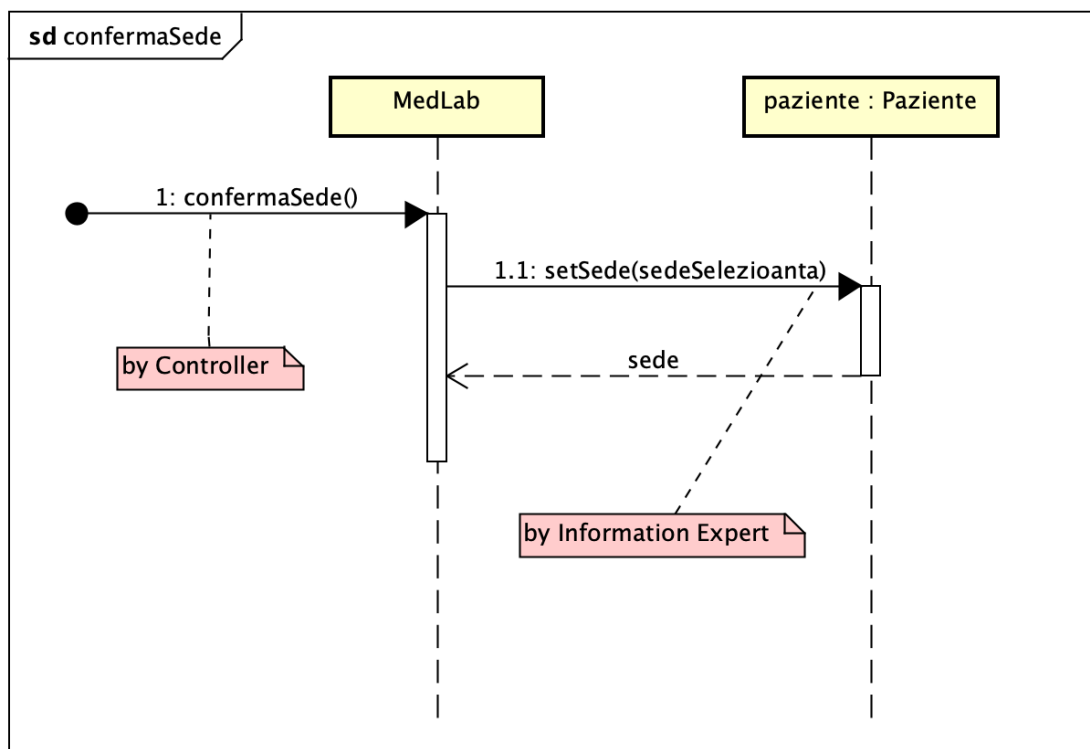 sd confermaSede
MedLab
paziente : Paziente
1: confermaSede()
1.1: setSede(sedeSelezioanta)
by Controller
sede
by Information Expert